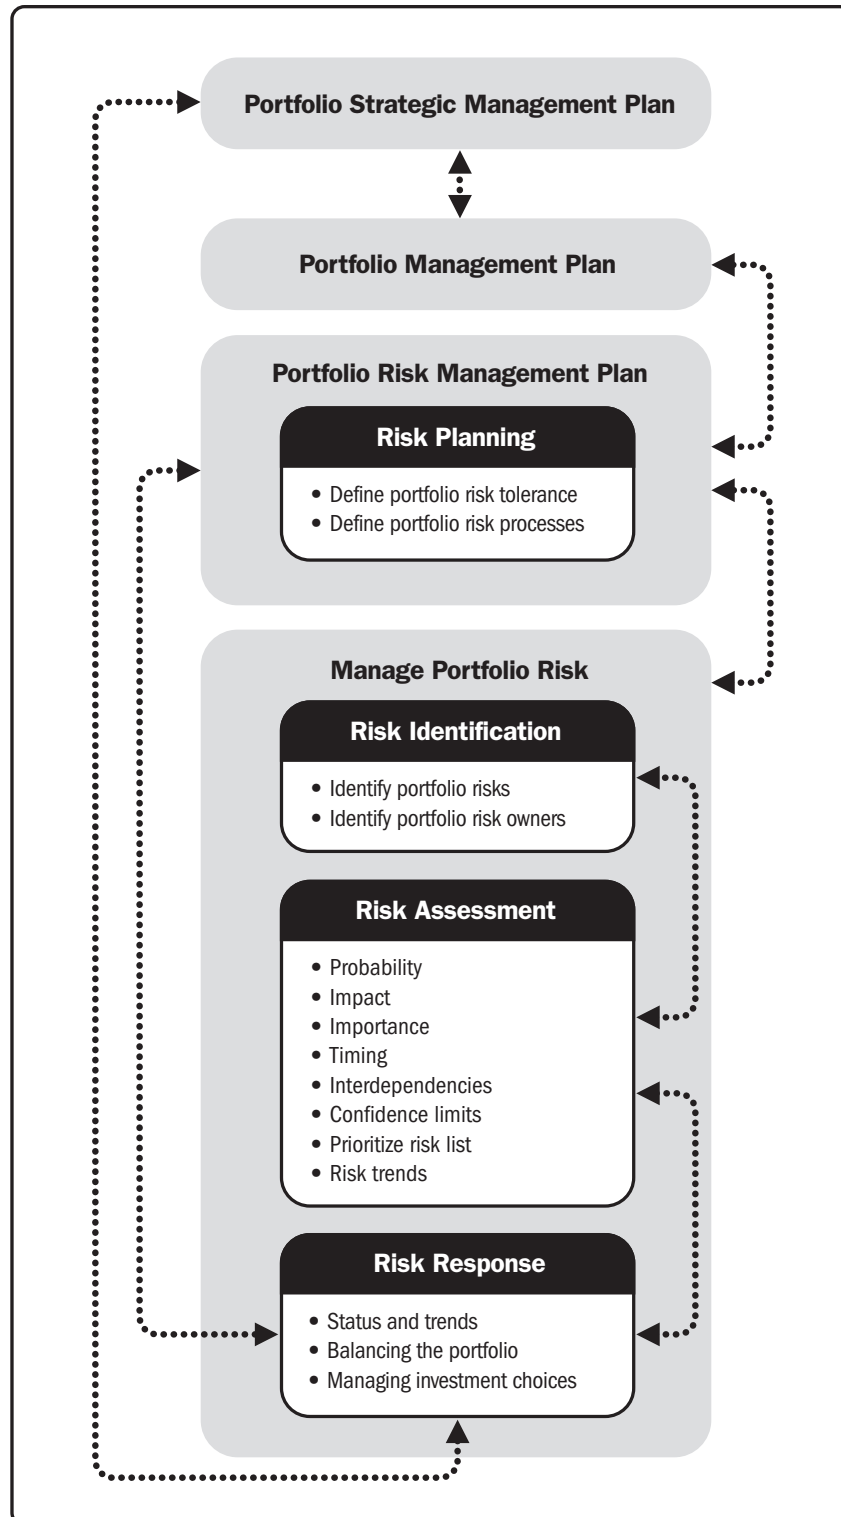 Portfolio Strategic Management Plan
Portfolio Management Plan
Portfolio Risk Management Plan
Risk Planning
• Define portfolio risk tolerance
• Define portfolio risk processes
Manage Portfolio Risk
Risk Identification
• Identify portfolio risks
• Identify portfolio risk owners
Risk Assessment
• Probability
• Impact
• Importance
• Timing
• Interdependencies
• Confidence limits
• Prioritize risk list
• Risk trends
Risk Response
• Status and trends
• Balancing the portfolio
• Managing investment choices